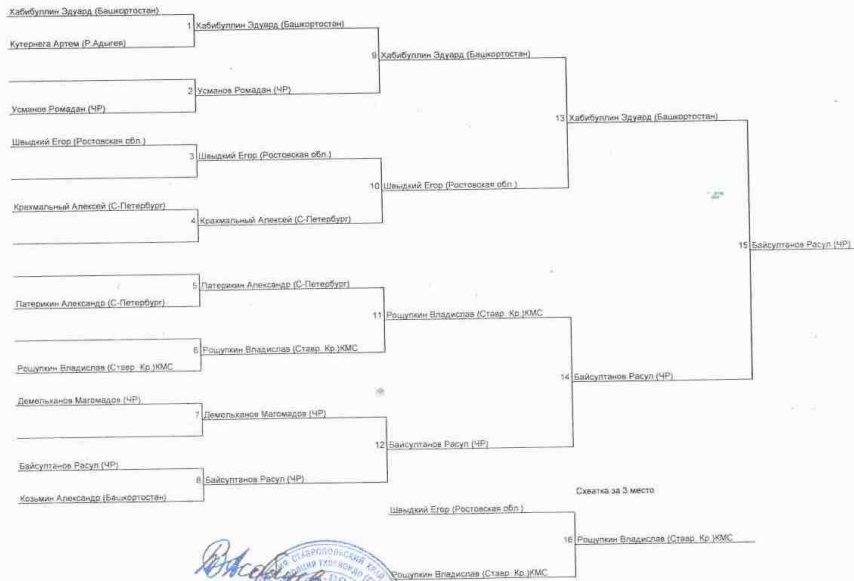 Хабибуллин Эдуард (Башкортостан)
1 Хабибуллин Эдуард (Башкортостан)
Кутернега Артем (Р.Адыгея)
9 Хабибуллин Эдуард (Башкортостан)
2 Усманов Ромадан (ЧР)
Усманов Ромадан (ЧР)
13 Хабибуллин Эдуард (Башкортостан)
Швыдкий Егор (Ростовская обл.)
3 Швыдкий Егор (Ростовская обл.)
10 Швыдкий Егор (Ростовская обл.)
Крахмальный Алексей (С-Петербург)
4 Крахмальный Алексей (С-Петербург)
15 Байсултанов Расул (ЧР)
5 Патерикин Александр (С-Петербург)
Патерикин Александр (С-Петербург)
11 Рощупкин Владислав (Ставр. Кр.)КМС
6 Рощупкин Владислав (Ставр. Кр.)КМС
Рощупкин Владислав (Ставр. Кр.)КМС
14 Байсултанов Расул (ЧР)
Демельханов Магомадов (ЧР)
7 Демельханов Магомадов (ЧР)
12 Байсултанов Расул (ЧР)
Байсултанов Расул (ЧР)
8 Байсултанов Расул (ЧР)
Козьмин Александр (Башкортостан)
Схватка за 3 место
Швыдкий Егор (Ростовская обл.)
16 Рощупкин Владислав (Ставр. Кр.)КМС
Рощупкин Владислав (Ставр. Кр.)КМС
СТАВРОПОЛЬСКИЙ КРАЙ